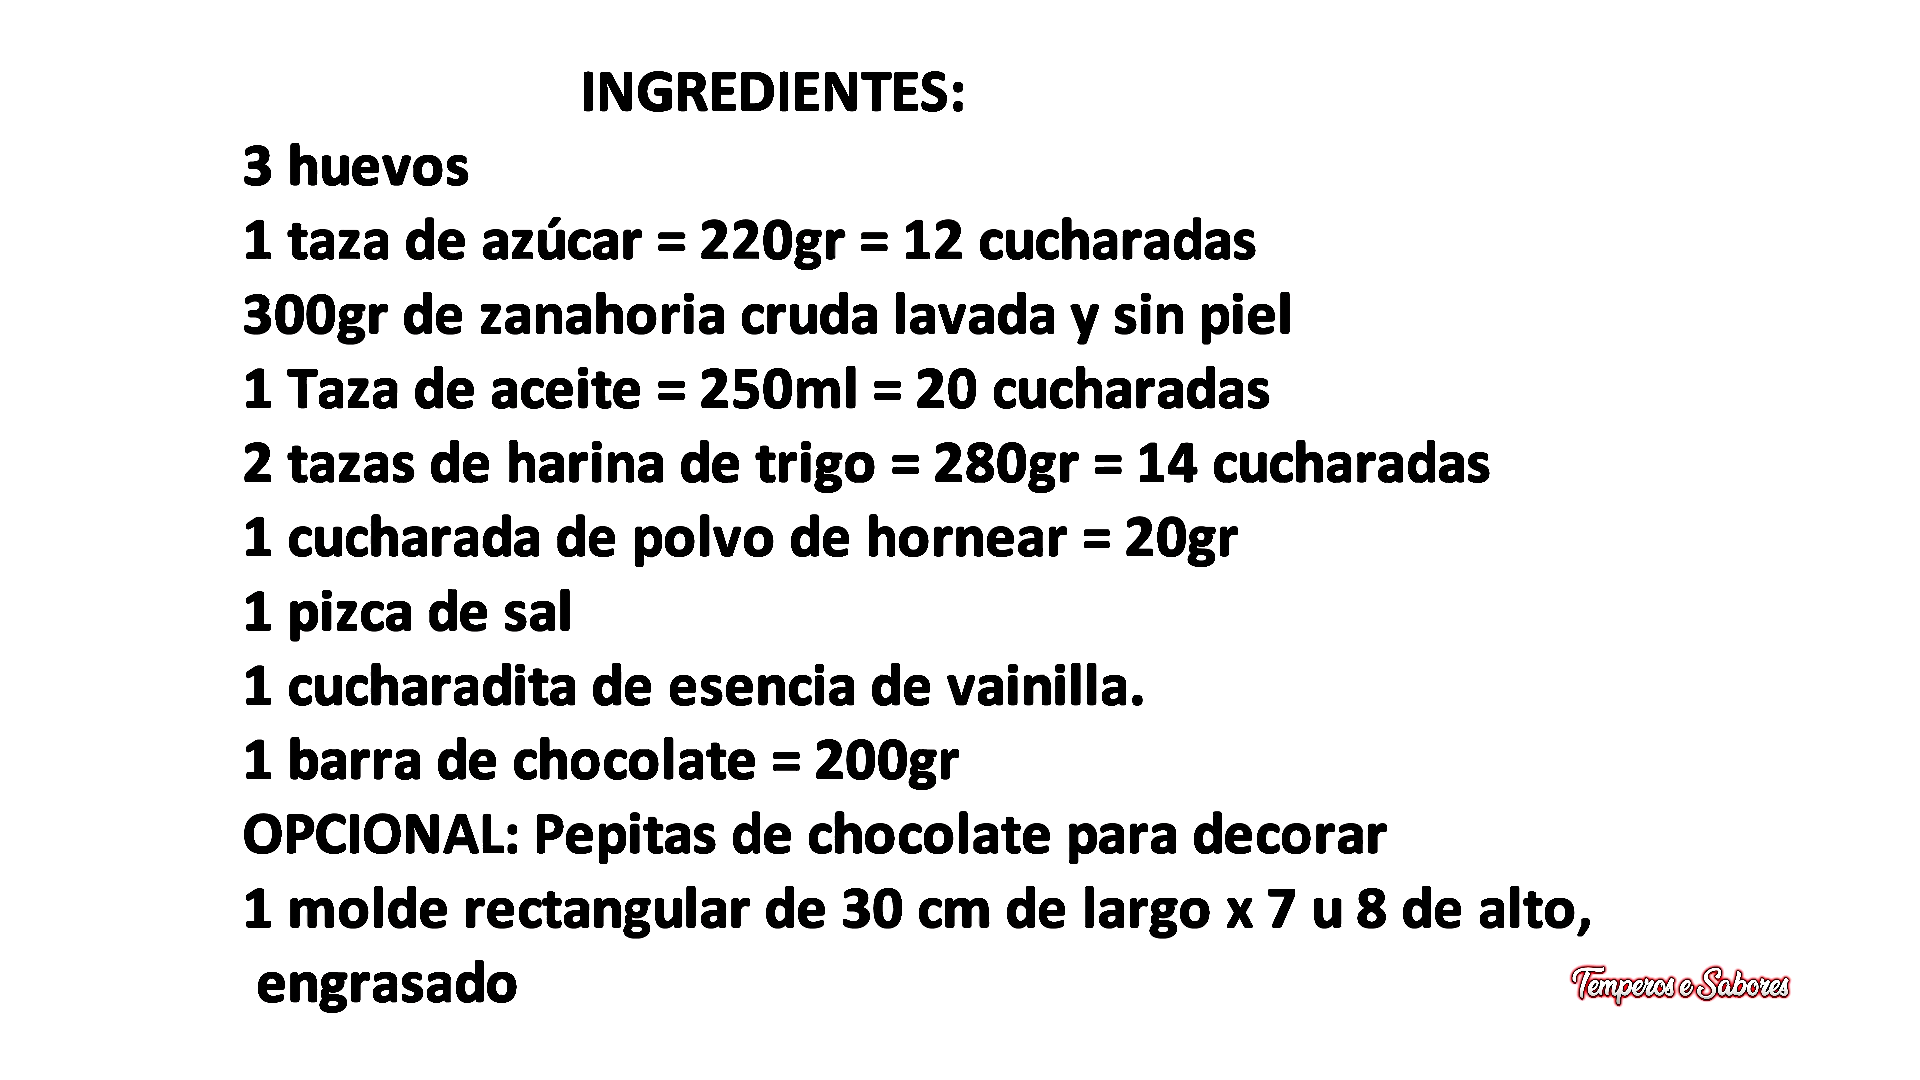 INGREDIENTES:
3 huevos
1 taza de azúcar = 220gr = 12 cucharadas
300gr de zanahoria cruda lavada y sin piel
1 Taza de aceite = 250ml = 20 cucharadas
2 tazas de harina de trigo = 280gr = 14 cucharadas
1 cucharada de polvo de hornear = 20gr
1 pizca de sal
1 cucharadita de esencia de vainilla.
1 barra de chocolate = 200gr
OPCIONAL: Pepitas de chocolate para decorar
1 molde rectangular de 30 cm de largo x 7 u 8 de alto,
engrasado
Temperos e Sabores